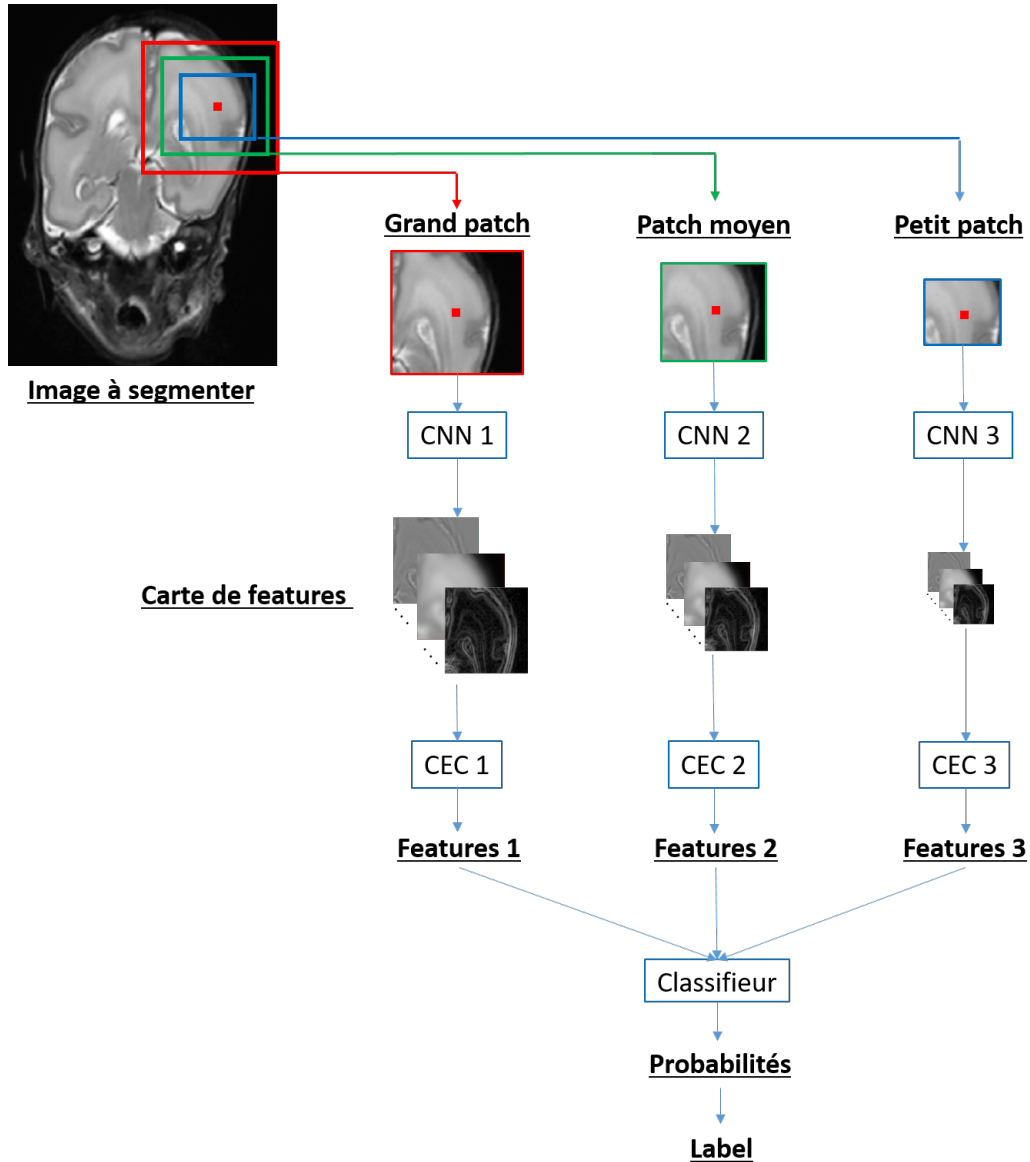 Grand patch
Patch moyen
Petit patch
Image à segmenter
CNN 1
CNN 2
CNN 3
Carte de features
CEC 1
CEC 2
CEC 3
Features 1
Features 2
Features 3
Classifieur
Probabilités
Label